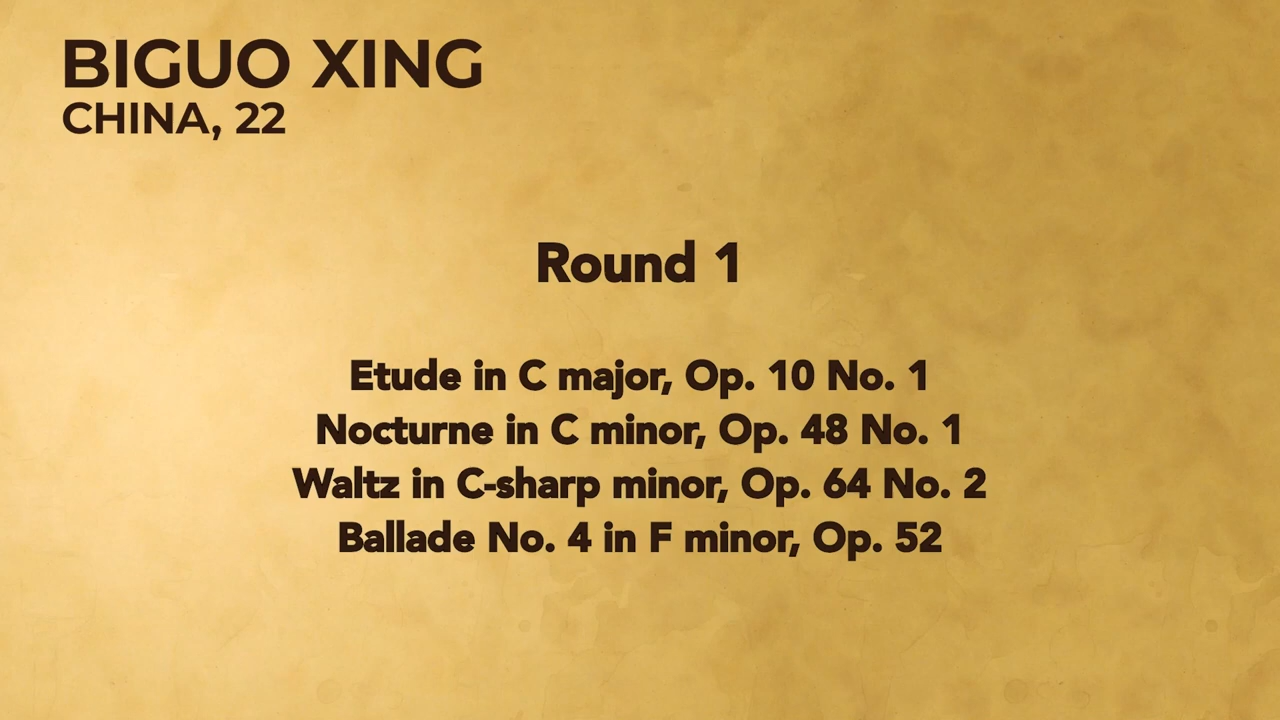 BIGUO XING
CHINA, 22
Round 1
Etude in C major, Op. 10 No. 1
Nocturne in C minor, Op. 48 No. 1
Waltz in C-sharp minor, Op. 64 No. 2
Ballade No. 4 in F minor, Op. 52